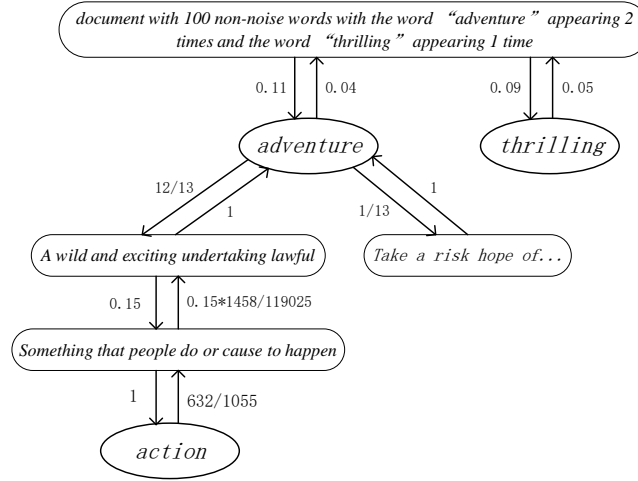 document with 100 non-noise words with the word “adventure” appearing 2
times and the word “thrilling” appearing 1 time
0.11 0.04 0.09 0.05
adventure thrilling
12/13 1 1/13 1
A wild and exciting undertaking lawful Take a risk hope of...
0.15 0.15*1458/119025
Something that people do or cause to happen
1 632/1055
action